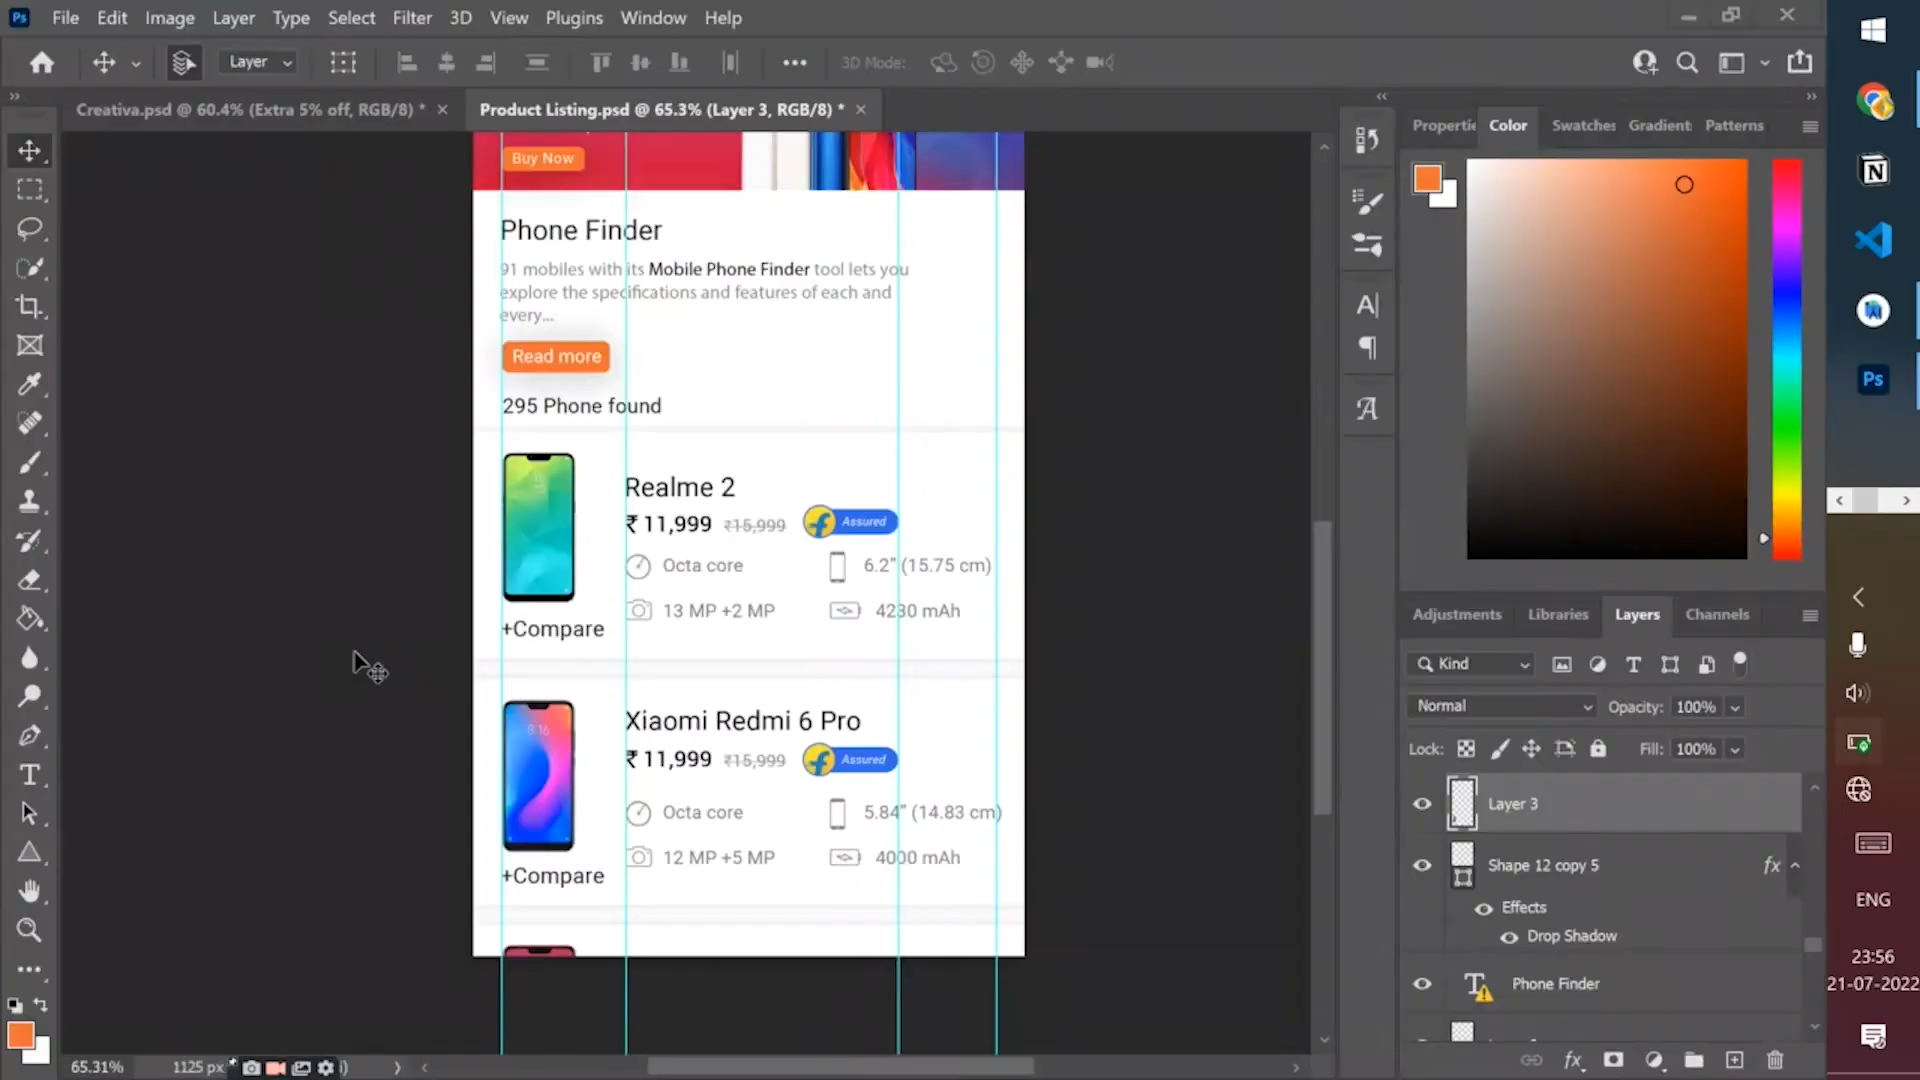 Ps File Edit Image Layer Type Select Filter 3D View Plugins Window Help
Layer 3D Mode:
Creativa.psd @ 60.4% (Extra 5% off, RGB/8) * Product Listing.psd @ 65.3% (Layer 3, RGB/8) *
Properti Color Swatches Gradient Patterns
Buy Now
Phone Finder
91 mobiles with its Mobile Phone Finder tool lets you
explore the specifications and features of each and
every...
Read more
295 Phone found
Realme 2
₹ 11,999 ₹15,999 Assured
Octa core 6.2” (15.75 cm)
13 MP +2 MP 4230 mAh
+Compare
Xiaomi Redmi 6 Pro
8:16
₹ 11,999 ₹15,999 Assured
Octa core 5.84” (14.83 cm)
12 MP +5 MP 4000 mAh
+Compare
Adjustments Libraries Layers Channels
Kind
Normal Opacity: 100%
Lock: Fill: 100%
Layer 3
Shape 12 copy 5 fx
Effects
Drop Shadow
Phone Finder
65.31% 1125 px
fx
Ps
ENG
23:56
21-07-2022